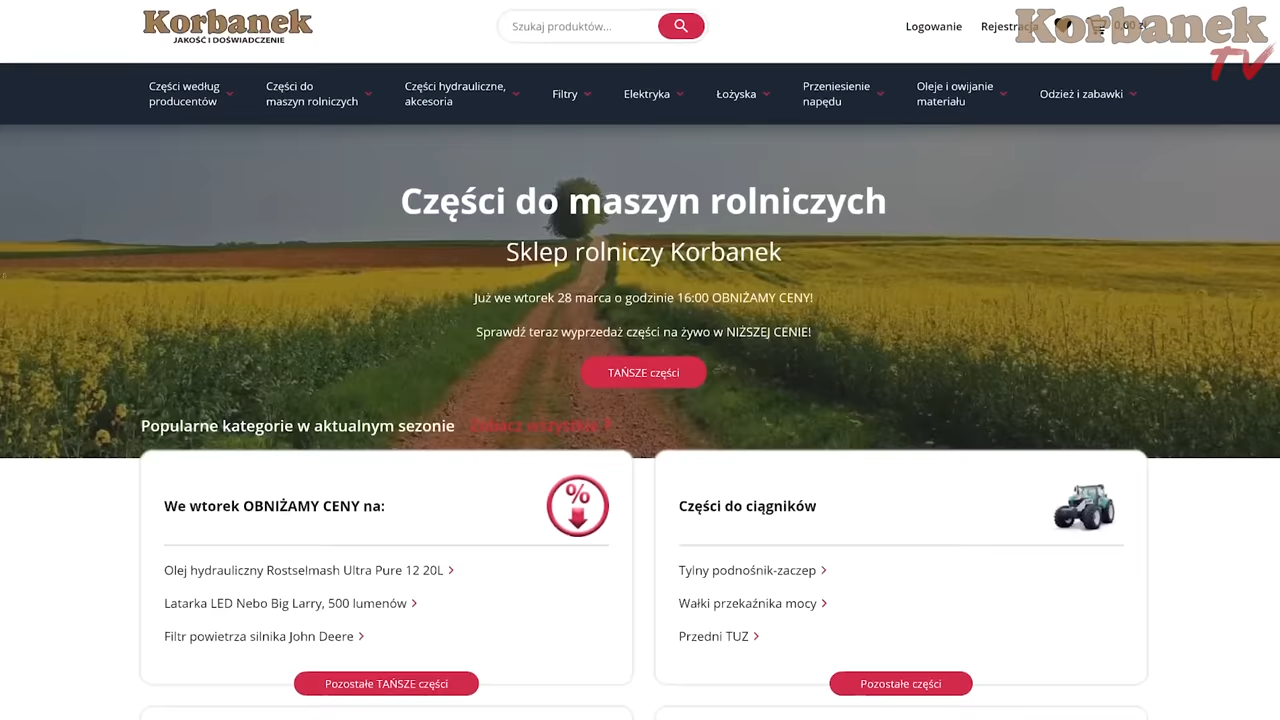 Korbanek
JAKOŚĆ I DOŚWIADCZENIE
Szukaj produktów...
Logowanie
Rejestracja
0,00 zł
Korbanek
TV
Części według
producentów
Części do
maszyn rolniczych
Części hydrauliczne,
akcesoria
Filtry
Elektryka
Łożyska
Przeniesienie
napędu
Oleje i owijanie
materiału
Odzież i zabawki
Części do maszyn rolniczych
Sklep rolniczy Korbanek
Już we wtorek 28 marca o godzinie 16:00 OBNIŻAMY CENY!
Sprawdź teraz wyprzedaż części na żywo w NIŻSZEJ CENIE!
TAŃSZE części
Popularne kategorie w aktualnym sezonie
Zobacz wszystkie
We wtorek OBNIŻAMY CENY na:
%
Olej hydrauliczny Rostselmash Ultra Pure 12 20L
Latarka LED Nebo Big Larry, 500 lumenów
Filtr powietrza silnika John Deere
Pozostałe TAŃSZE części
Części do ciągników
Tylny podnośnik-zaczep
Wałki przekaźnika mocy
Przedni TUZ
Pozostałe części